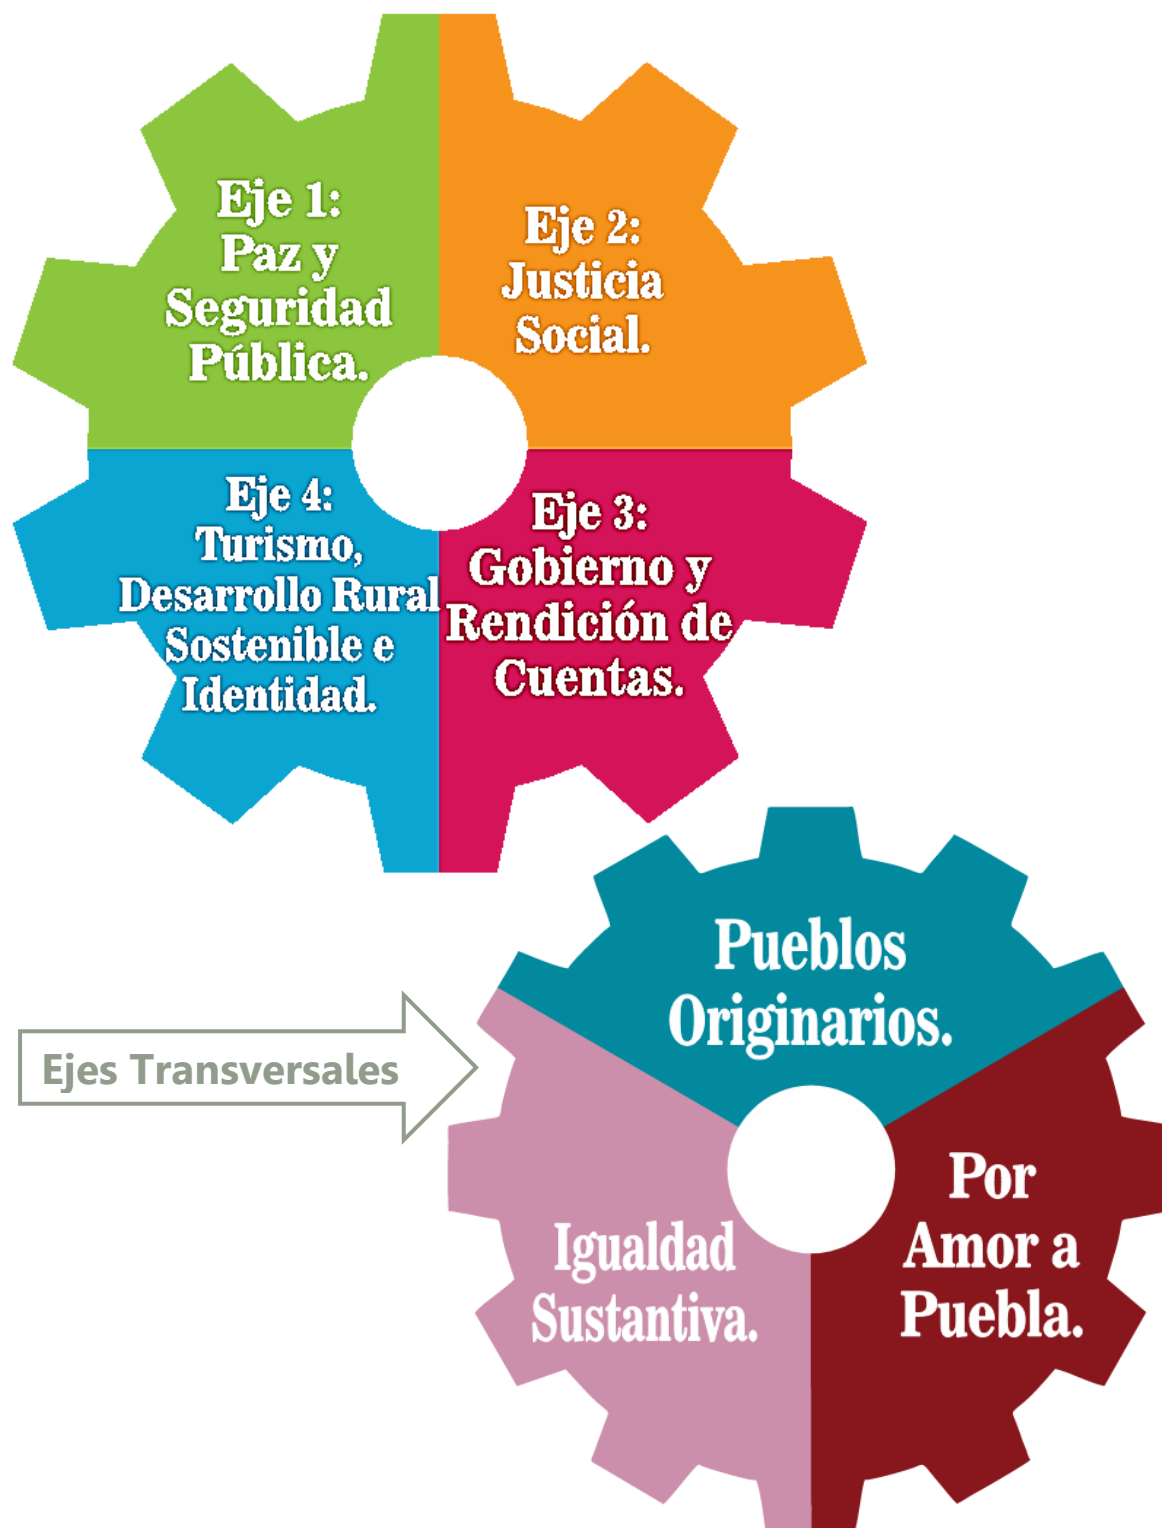 Eje 1:
Paz y
Seguridad
Pública.
Eje 2:
Justicia
Social.
Eje 4:
Turismo,
Desarrollo Rural
Sostenible e
Identidad.
Eje 3:
Gobierno y
Rendición de
Cuentas.
Pueblos
Originarios.
Ejes Transversales
Igualdad
Sustantiva.
Por
Amor a
Puebla.